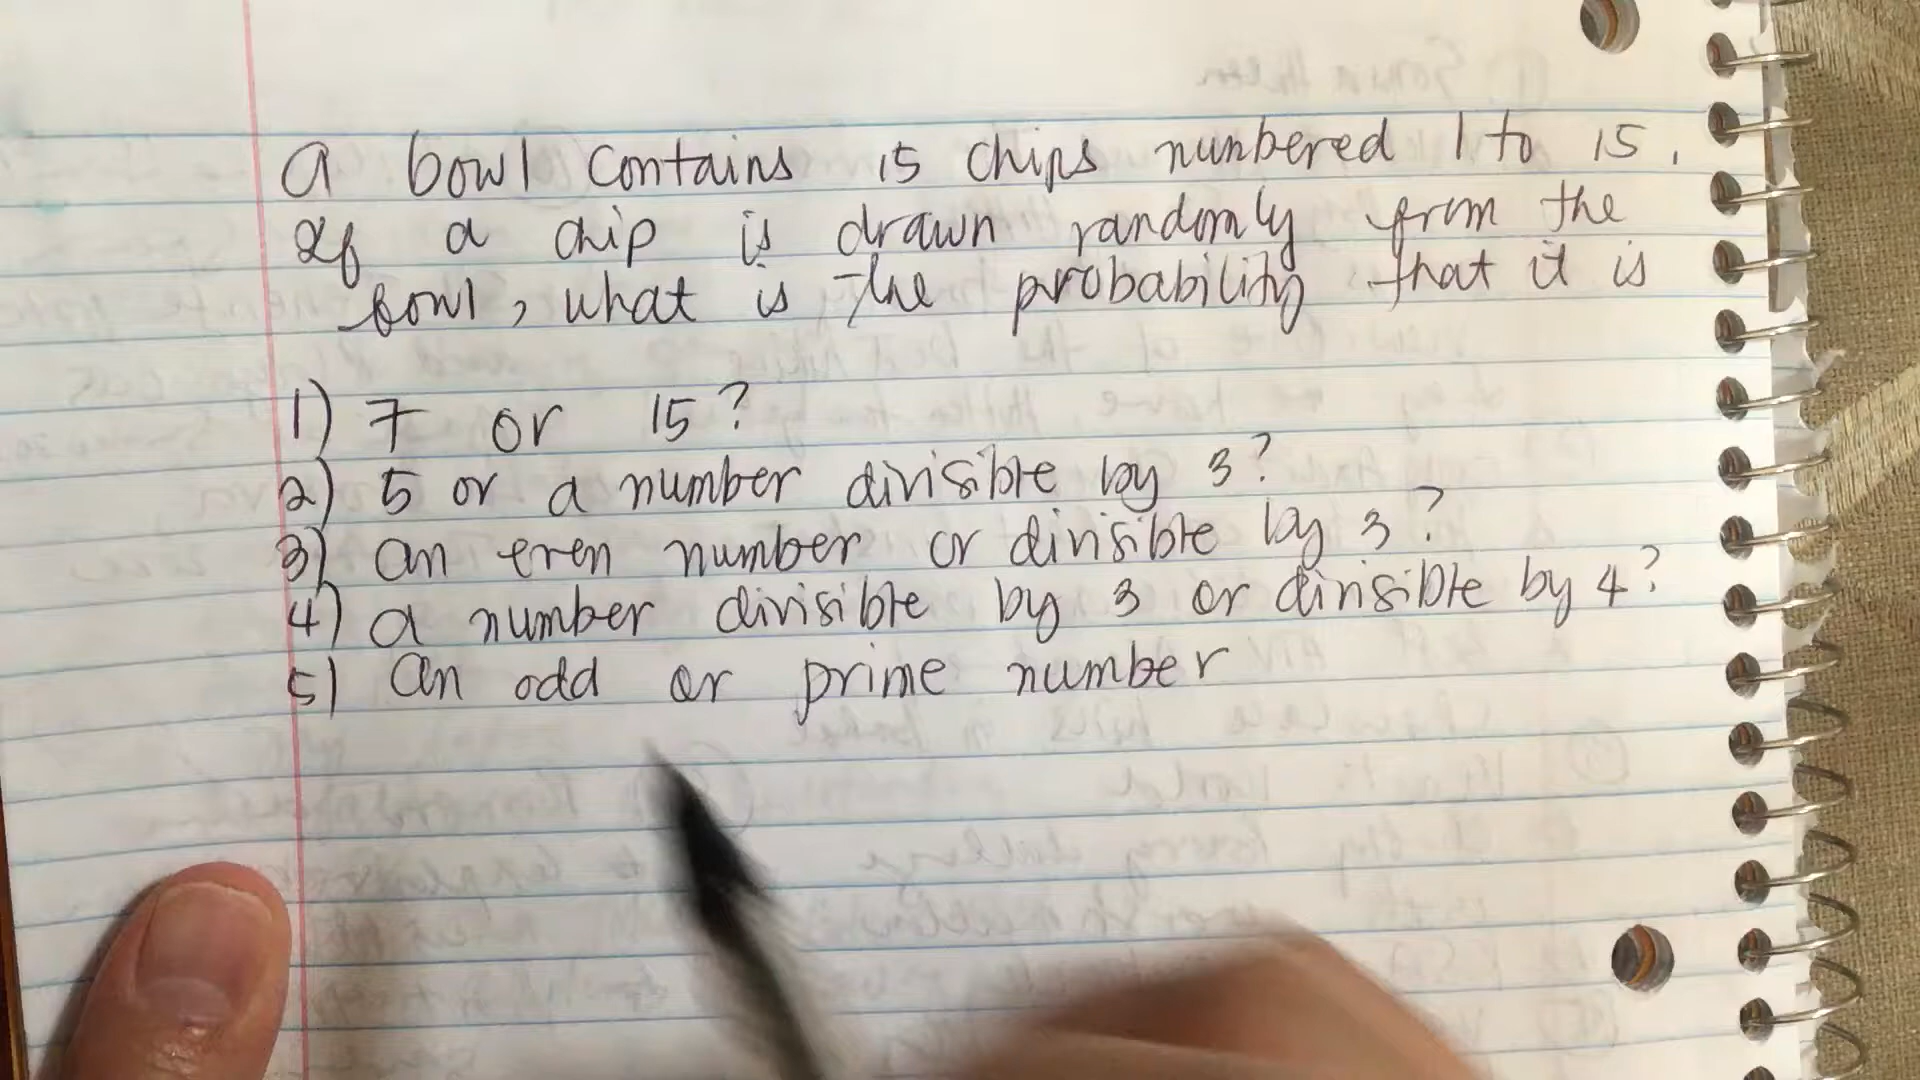 A bowl contains 15 chips numbered 1 to 15.
If a chip is drawn randomly from the
bowl, what is the probability that it is
1) 7 or 15?
2) 5 or a number divisible by 3?
3) an even number or divisible by 3?
4) a number divisible by 3 or divisible by 4?
5) an odd or prime number